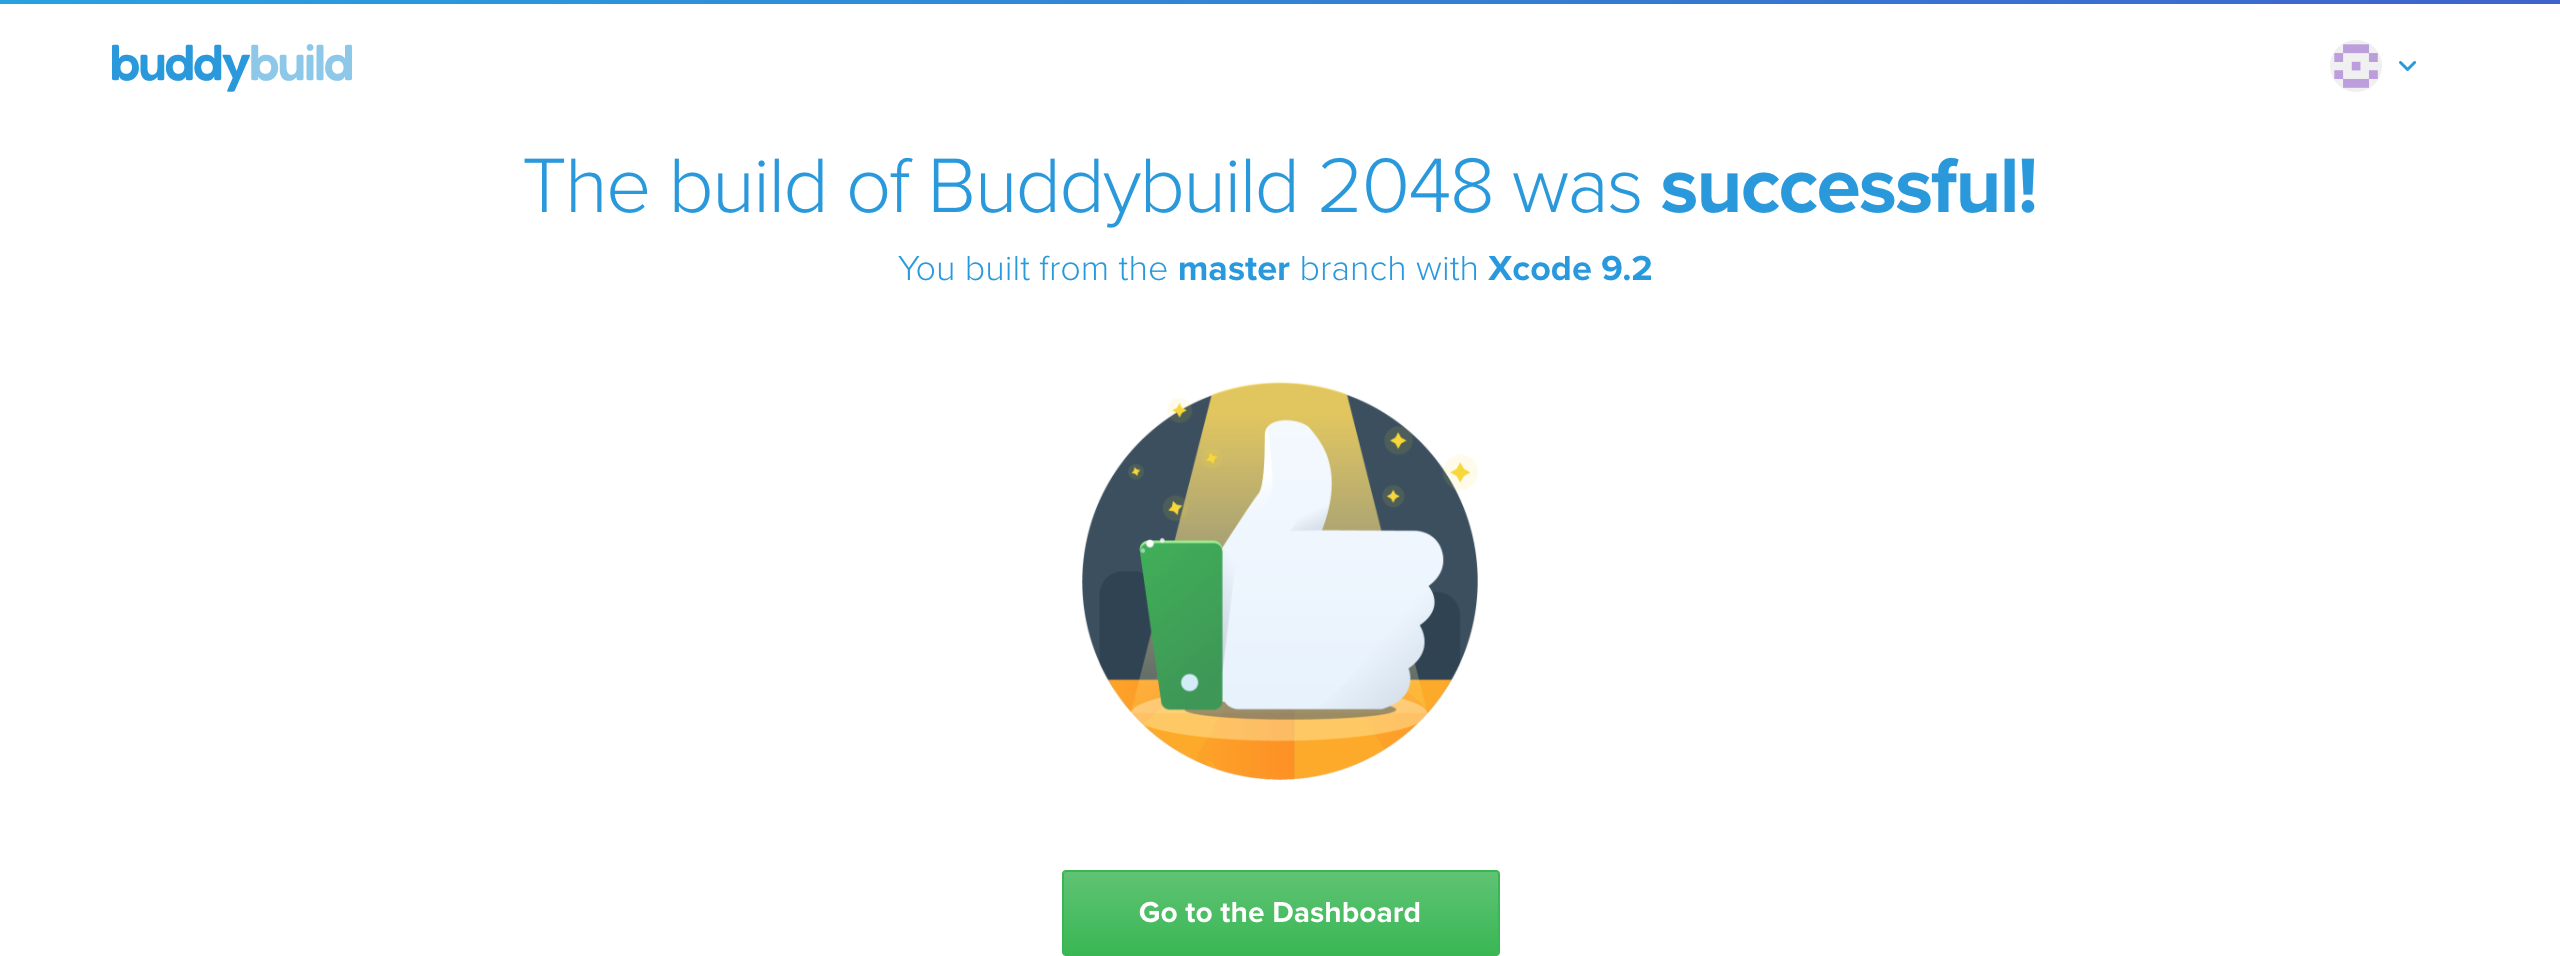 buddybuild
The build of Buddybuild 2048 was successful!
You built from the master branch with Xcode 9.2
Go to the Dashboard